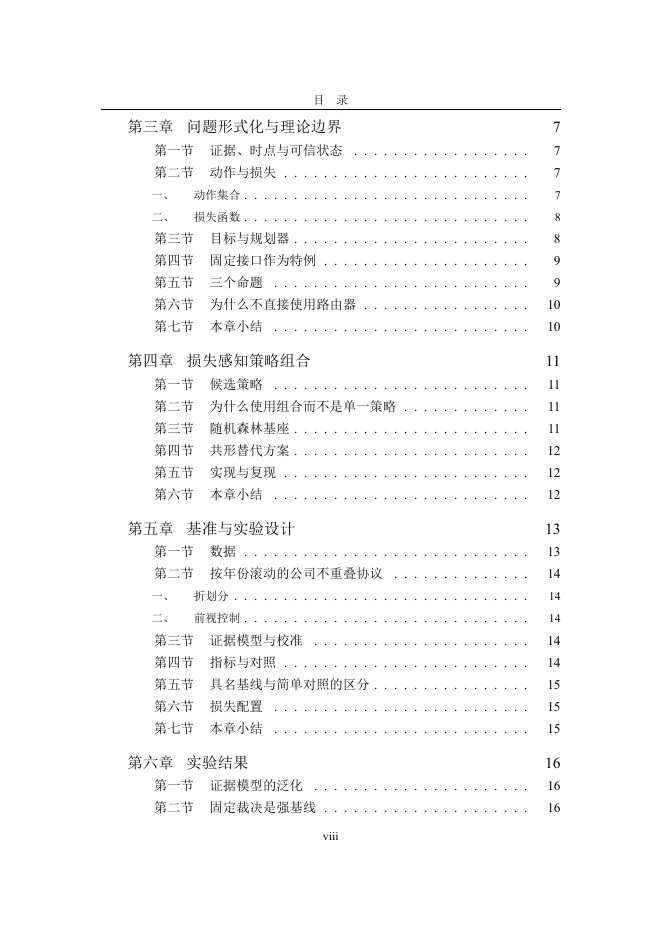 目 录
第三章 问题形式化与理论边界 7
第一节 证据、时点与可信状态 . . . . . . . . . . . . . . . . . . 7
第二节 动作与损失 . . . . . . . . . . . . . . . . . . . . . . . . . 7
一、 动作集合 . . . . . . . . . . . . . . . . . . . . . . . . . . . . . 7
二、 损失函数 . . . . . . . . . . . . . . . . . . . . . . . . . . . . . 8
第三节 目标与规划器 . . . . . . . . . . . . . . . . . . . . . . . . 8
第四节 固定接口作为特例 . . . . . . . . . . . . . . . . . . . . . 9
第五节 三个命题 . . . . . . . . . . . . . . . . . . . . . . . . . . 9
第六节 为什么不直接使用路由器 . . . . . . . . . . . . . . . . . 10
第七节 本章小结 . . . . . . . . . . . . . . . . . . . . . . . . . . 10
第四章 损失感知策略组合 11
第一节 候选策略 . . . . . . . . . . . . . . . . . . . . . . . . . . 11
第二节 为什么使用组合而不是单一策略 . . . . . . . . . . . . . 11
第三节 随机森林基座 . . . . . . . . . . . . . . . . . . . . . . . . 11
第四节 共形替代方案 . . . . . . . . . . . . . . . . . . . . . . . . 12
第五节 实现与复现 . . . . . . . . . . . . . . . . . . . . . . . . . 12
第六节 本章小结 . . . . . . . . . . . . . . . . . . . . . . . . . . 12
第五章 基准与实验设计 13
第一节 数据 . . . . . . . . . . . . . . . . . . . . . . . . . . . . . 13
第二节 按年份滚动的公司不重叠协议 . . . . . . . . . . . . . . 14
一、 折划分 . . . . . . . . . . . . . . . . . . . . . . . . . . . . . . 14
二、 前视控制 . . . . . . . . . . . . . . . . . . . . . . . . . . . . . 14
第三节 证据模型与校准 . . . . . . . . . . . . . . . . . . . . . . 14
第四节 指标与对照 . . . . . . . . . . . . . . . . . . . . . . . . . 14
第五节 具名基线与简单对照的区分 . . . . . . . . . . . . . . . . 15
第六节 损失配置 . . . . . . . . . . . . . . . . . . . . . . . . . . 15
第七节 本章小结 . . . . . . . . . . . . . . . . . . . . . . . . . . 15
第六章 实验结果 16
第一节 证据模型的泛化 . . . . . . . . . . . . . . . . . . . . . . 16
第二节 固定裁决是强基线 . . . . . . . . . . . . . . . . . . . . . 16
viii